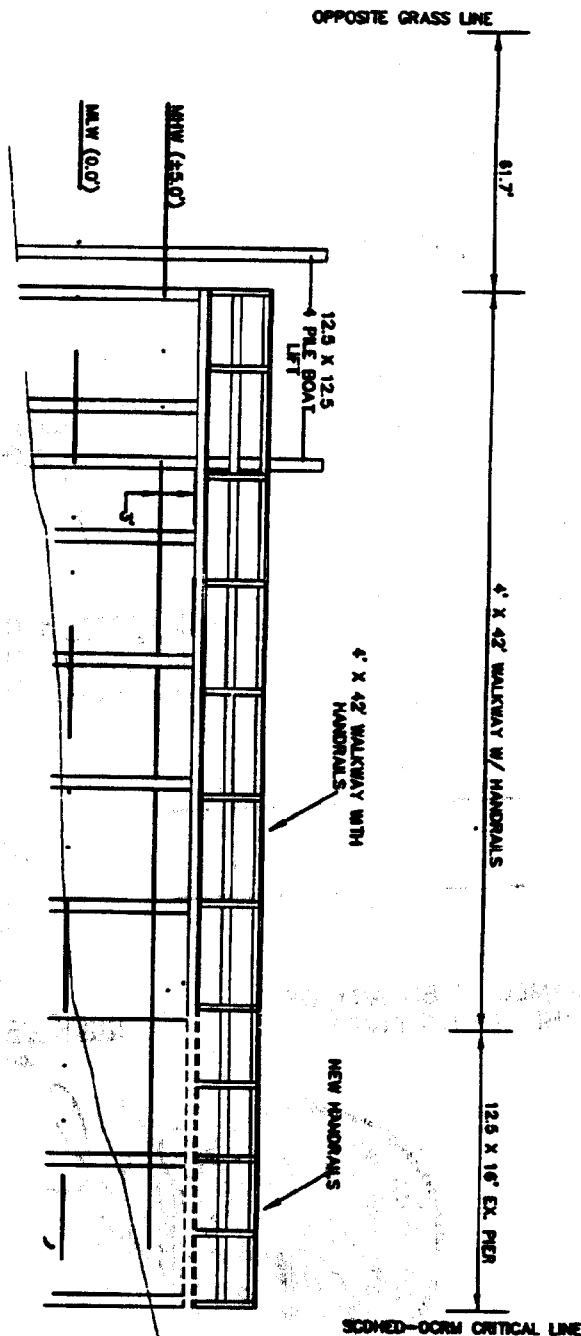 OPPOSITE GRASS LINE
61.7'
4' X 42' WALKWAY W/ HANDRAILS
12.5 X 16' EX. PIER
SCDHED-OCRM CRITICAL LINE
12.5 X 12.5
4 PILE BOAT
LIFT
4' X 42' WALKWAY WITH
HANDRAILS
NEW HANDRAILS
3'
MHW (±5.0')
MLW (0.0')